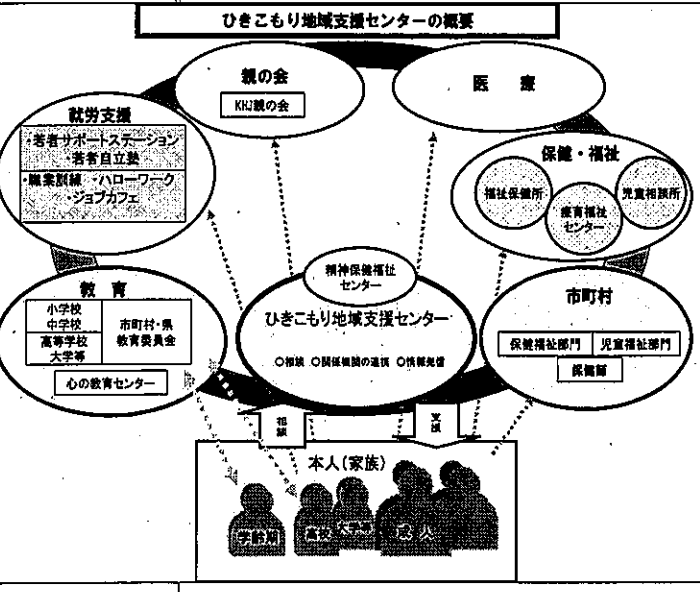 ひきこもり地域支援センターの概要
親の会
KHJ親の会
医　療
就労支援
・若者サポートステーション
・若者自立塾
・職業訓練　・ハローワーク
・ジョブカフェ
保健・福祉
福祉保健所
療育福祉
センター
児童相談所
精神保健福祉
センター
ひきこもり地域支援センター
○相談　○関係機関の連携　○情報発信
教　育
小学校
中学校
高等学校
大学等
市町村・県
教育委員会
心の教育センター
市町村
保健福祉部門
児童福祉部門
保健師
相談
支援
本人(家族)
学齢期
高校
大学等
成　人